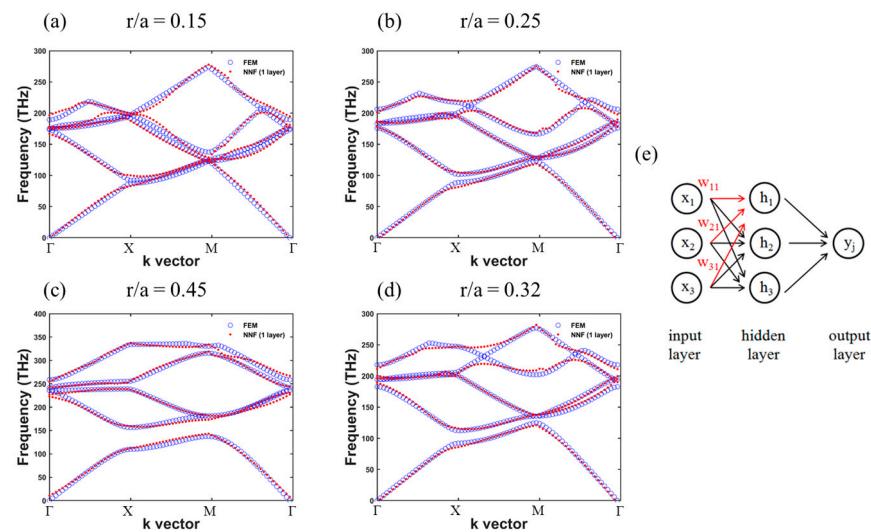 (a) r/a = 0.15
FEM
NNF (1 layer)
300
250
200
150
100
50
0
Frequency (THz)
Γ X M Γ
k vector
(b) r/a = 0.25
FEM
NNF (1 layer)
300
250
200
150
100
50
0
Frequency (THz)
Γ X M Γ
k vector
(c) r/a = 0.45
FEM
NNF (1 layer)
400
350
300
250
200
150
100
50
0
Frequency (THz)
Γ X M Γ
k vector
(d) r/a = 0.32
FEM
NNF (1 layer)
300
250
200
150
100
50
0
Frequency (THz)
Γ X M Γ
k vector
(e)
w11
x1 h1
w21
x2 h2 yj
w31
x3 h3
input hidden output
layer layer layer